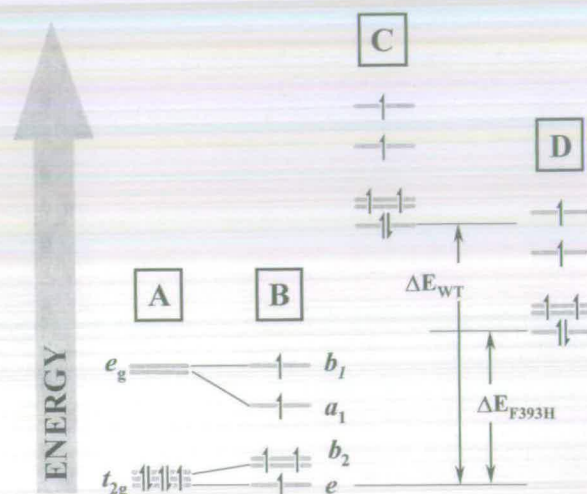 C
D
A
B
ΔE_WT
ENERGY
e_g
b_1
a_1
ΔE_F393H
b_2
t_2g
e